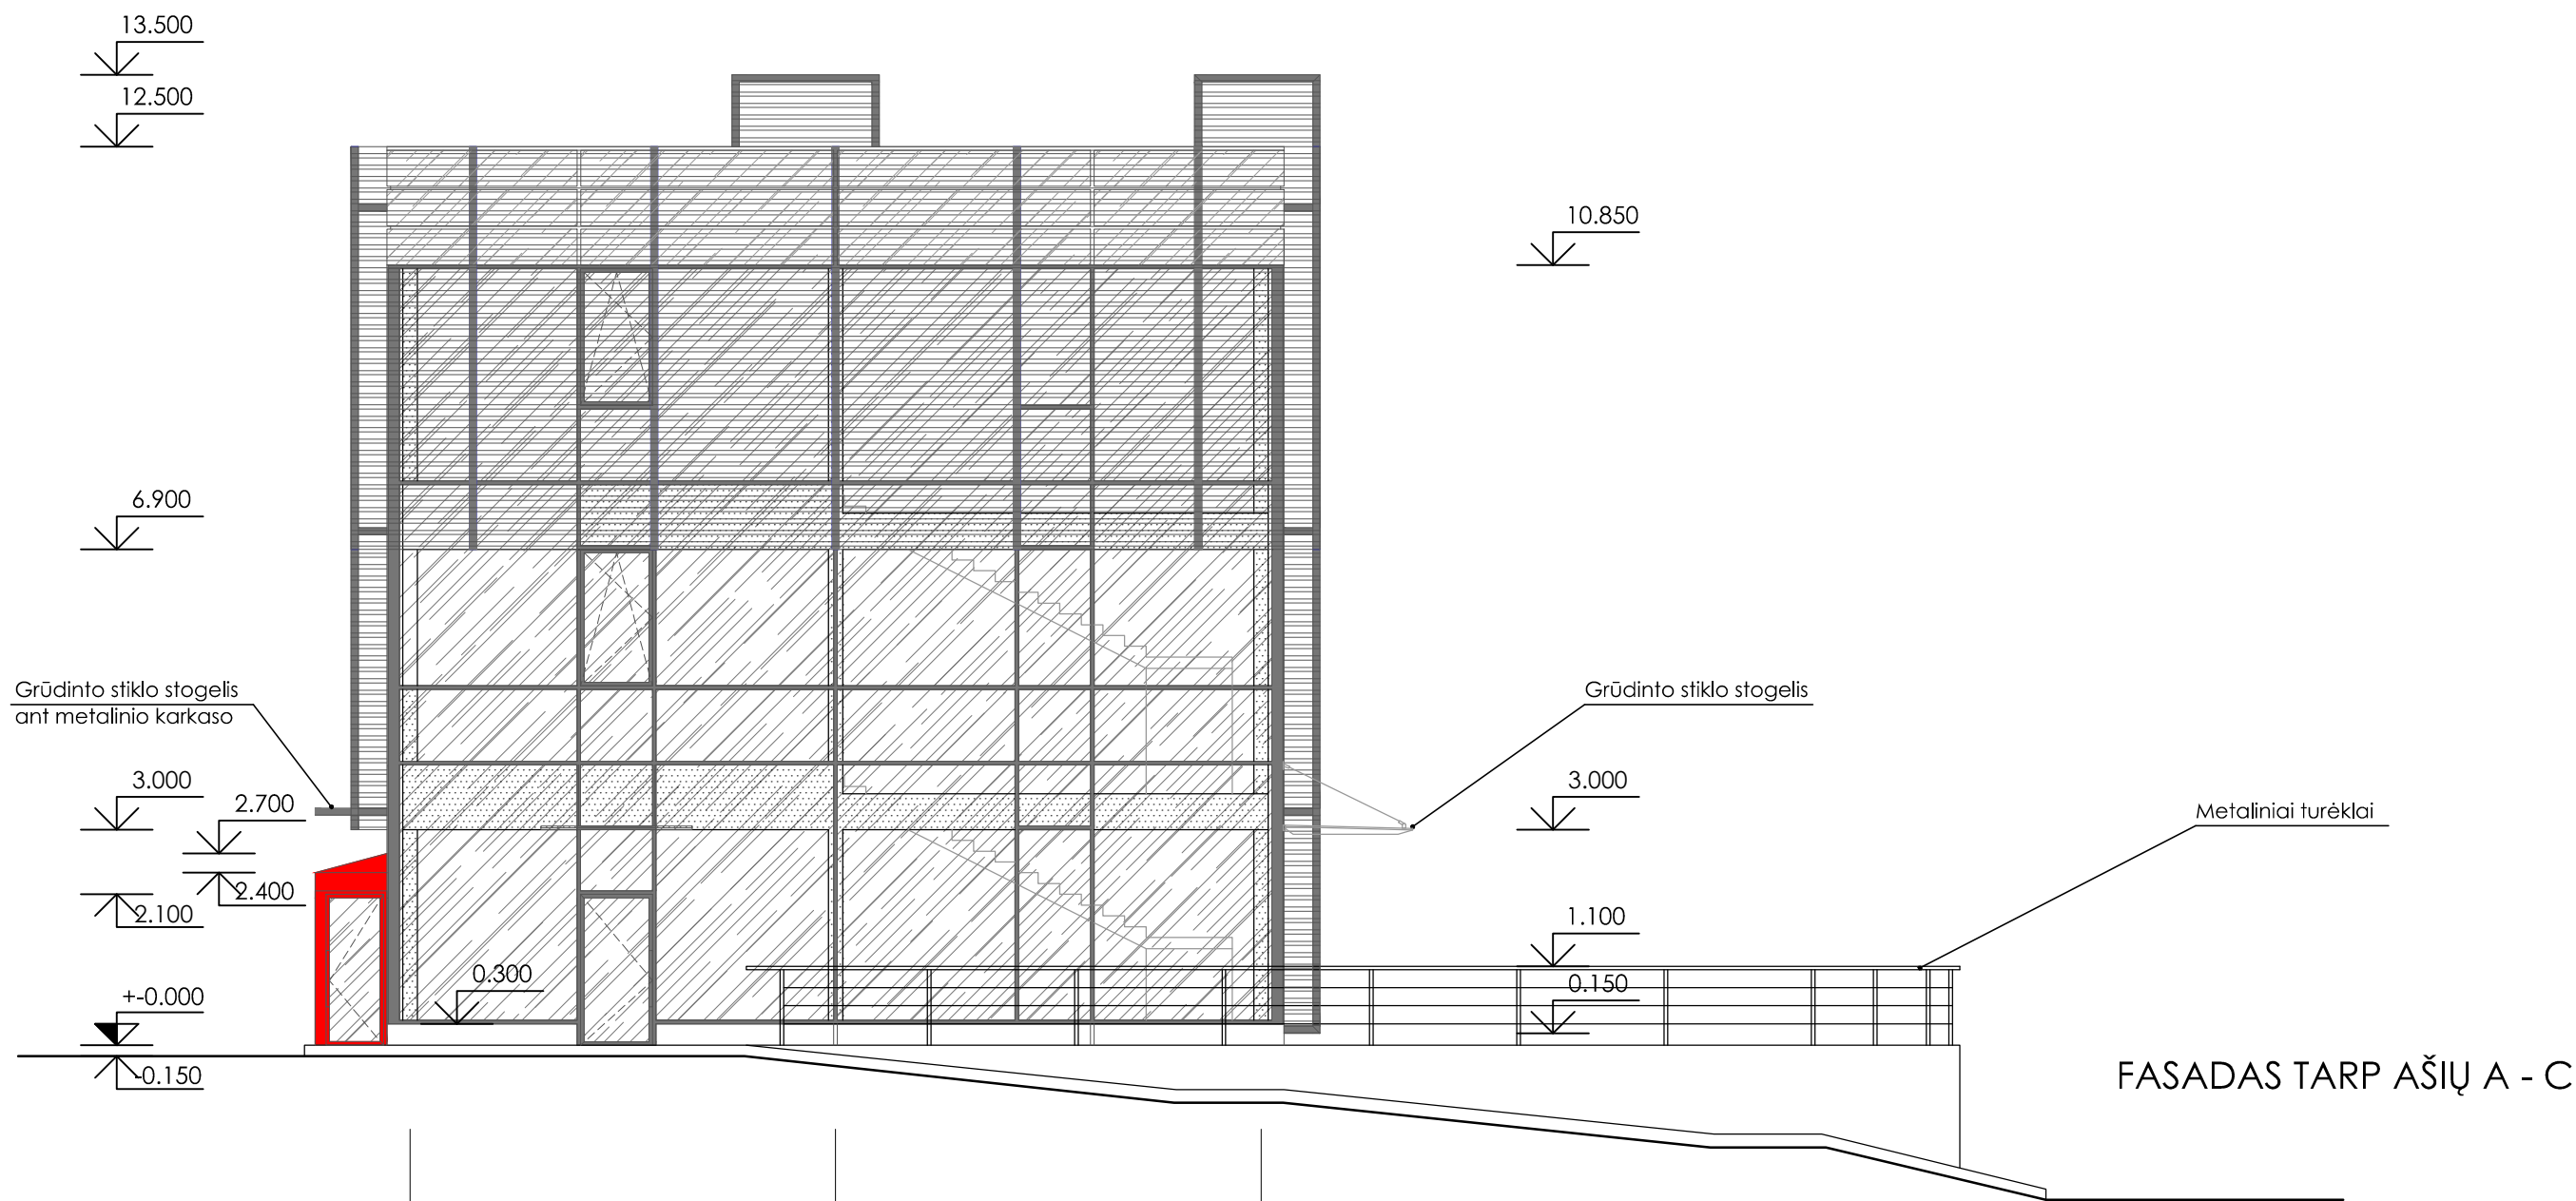 13.500
12.500
10.850
6.900
Grūdinto stiklo stogelis
ant metalinio karkaso
Grūdinto stiklo stogelis
3.000
2.700
3.000
Metaliniai turėklai
2.400
2.100
1.100
0.300
0.150
+-0.000
-0.150
FASADAS TARP AŠIŲ A - C